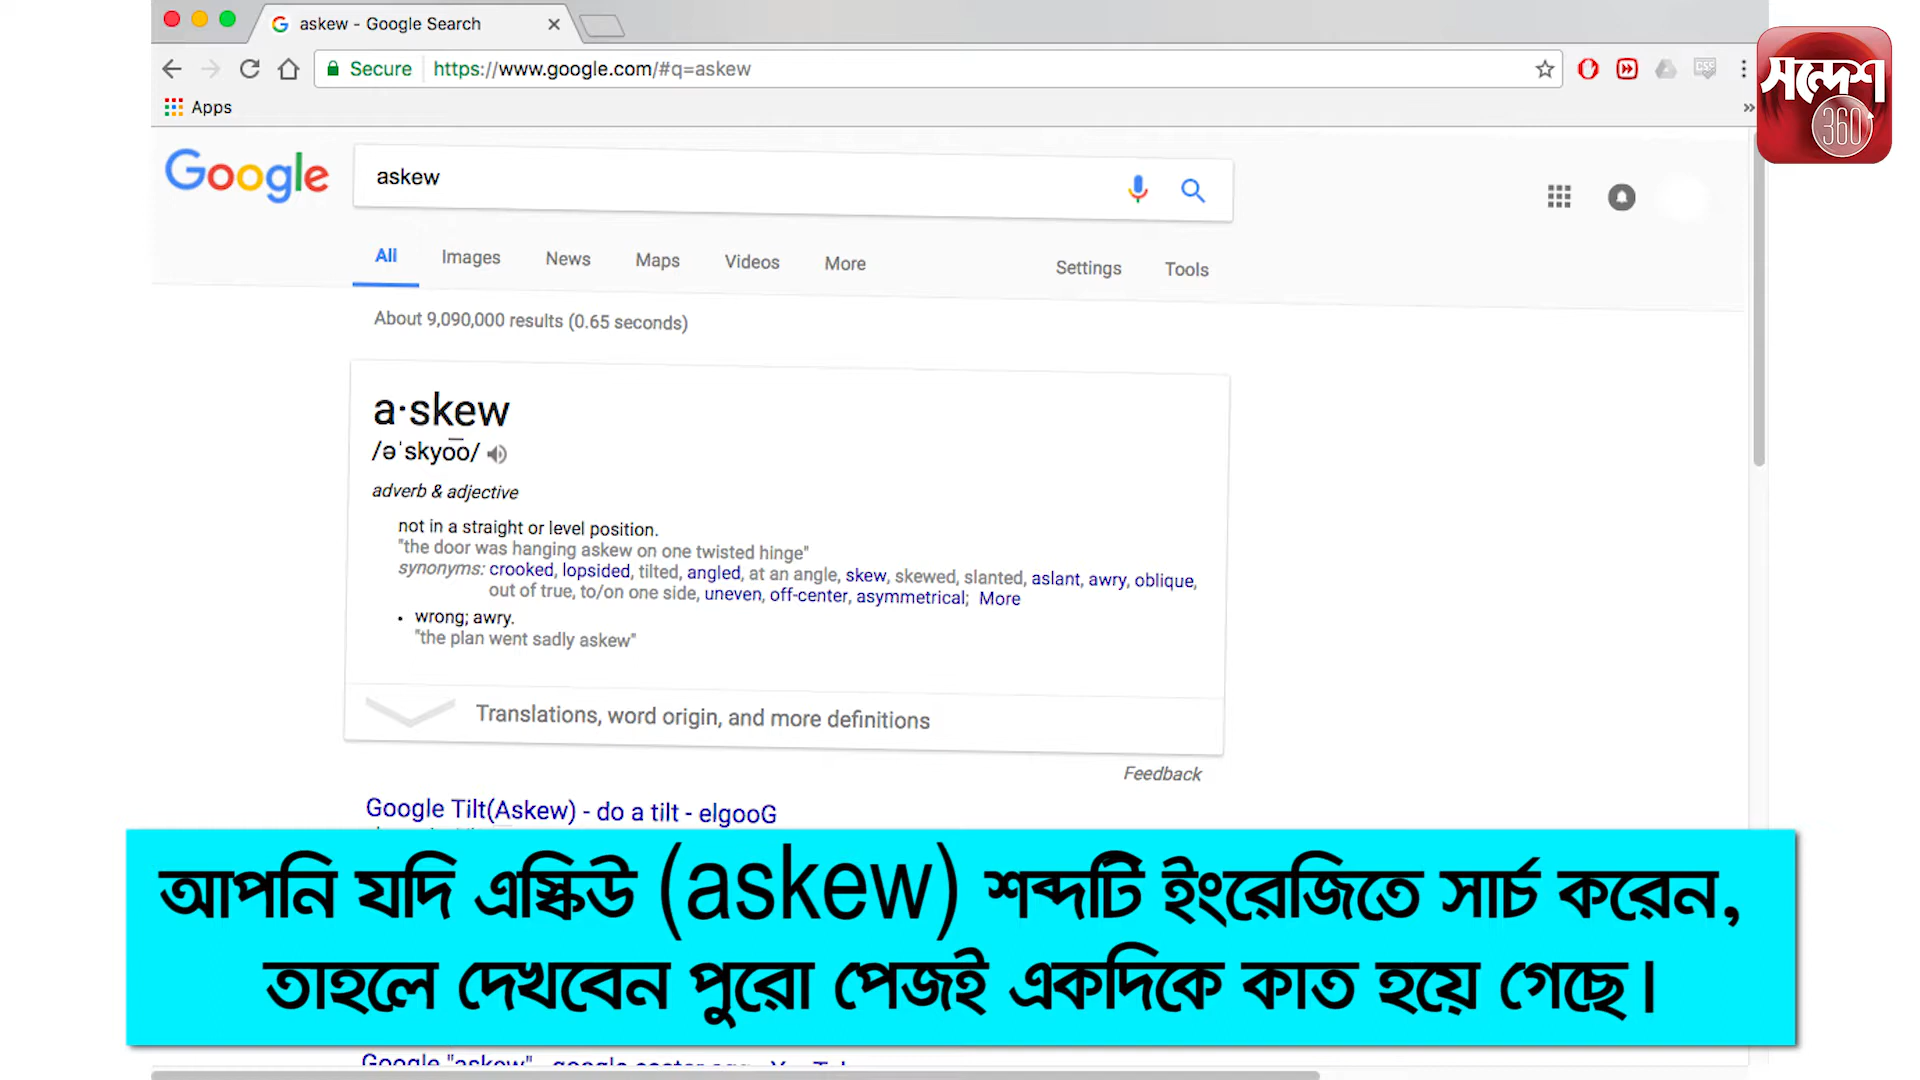 askew - Google Search
Secure https://www.google.com/#q=askew
Apps
সন্দেশ
360
Google askew
All Images News Maps Videos More Settings Tools
About 9,090,000 results (0.65 seconds)
a·skew
/əˈskyo͞o/
adverb & adjective
not in a straight or level position.
"the door was hanging askew on one twisted hinge"
synonyms: crooked, lopsided, tilted, angled, at an angle, skew, skewed, slanted, aslant, awry, oblique,
out of true, to/on one side, uneven, off-center, asymmetrical; More
• wrong; awry.
"the plan went sadly askew"
Translations, word origin, and more definitions
Feedback
Google Tilt(Askew) - do a tilt - elgooG
আপনি যদি এস্কিউ (askew) শব্দটি ইংরেজিতে সার্চ করেন,
তাহলে দেখবেন পুরো পেজই একদিকে কাত হয়ে গেছে।
Google "askew"